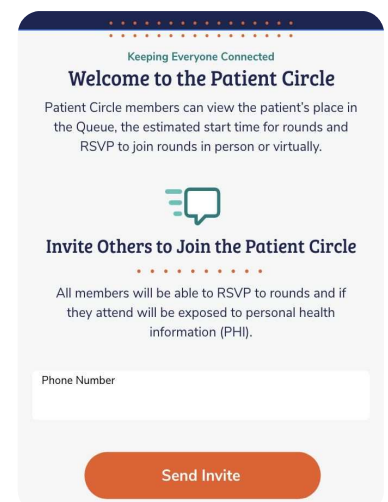 Keeping Everyone Connected
Welcome to the Patient Circle
Patient Circle members can view the patient's place in
the Queue, the estimated start time for rounds and
RSVP to join rounds in person or virtually.
Invite Others to Join the Patient Circle
All members will be able to RSVP to rounds and if
they attend will be exposed to personal health
information (PHI).
Phone Number
Send Invite